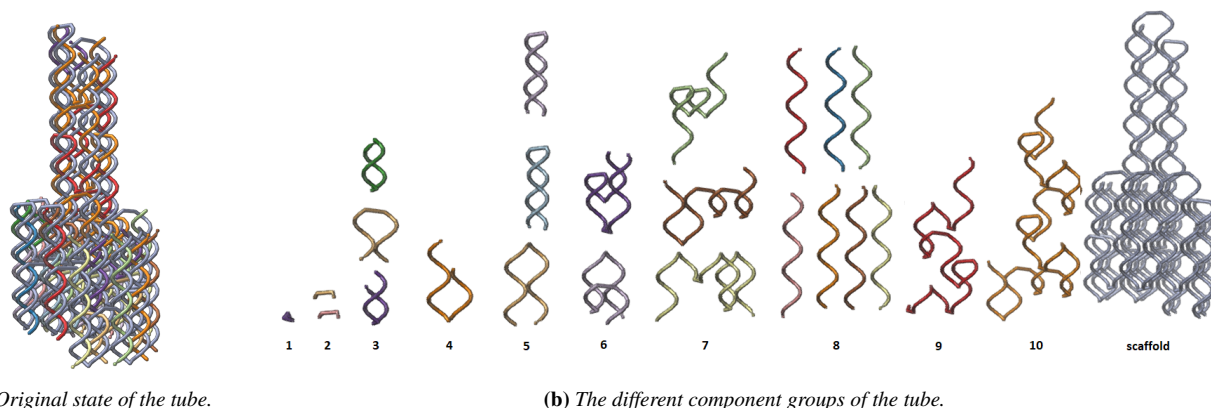 1 2 3 4 5 6 7 8 9 10 scaffold
Original state of the tube.
(b) The different component groups of the tube.